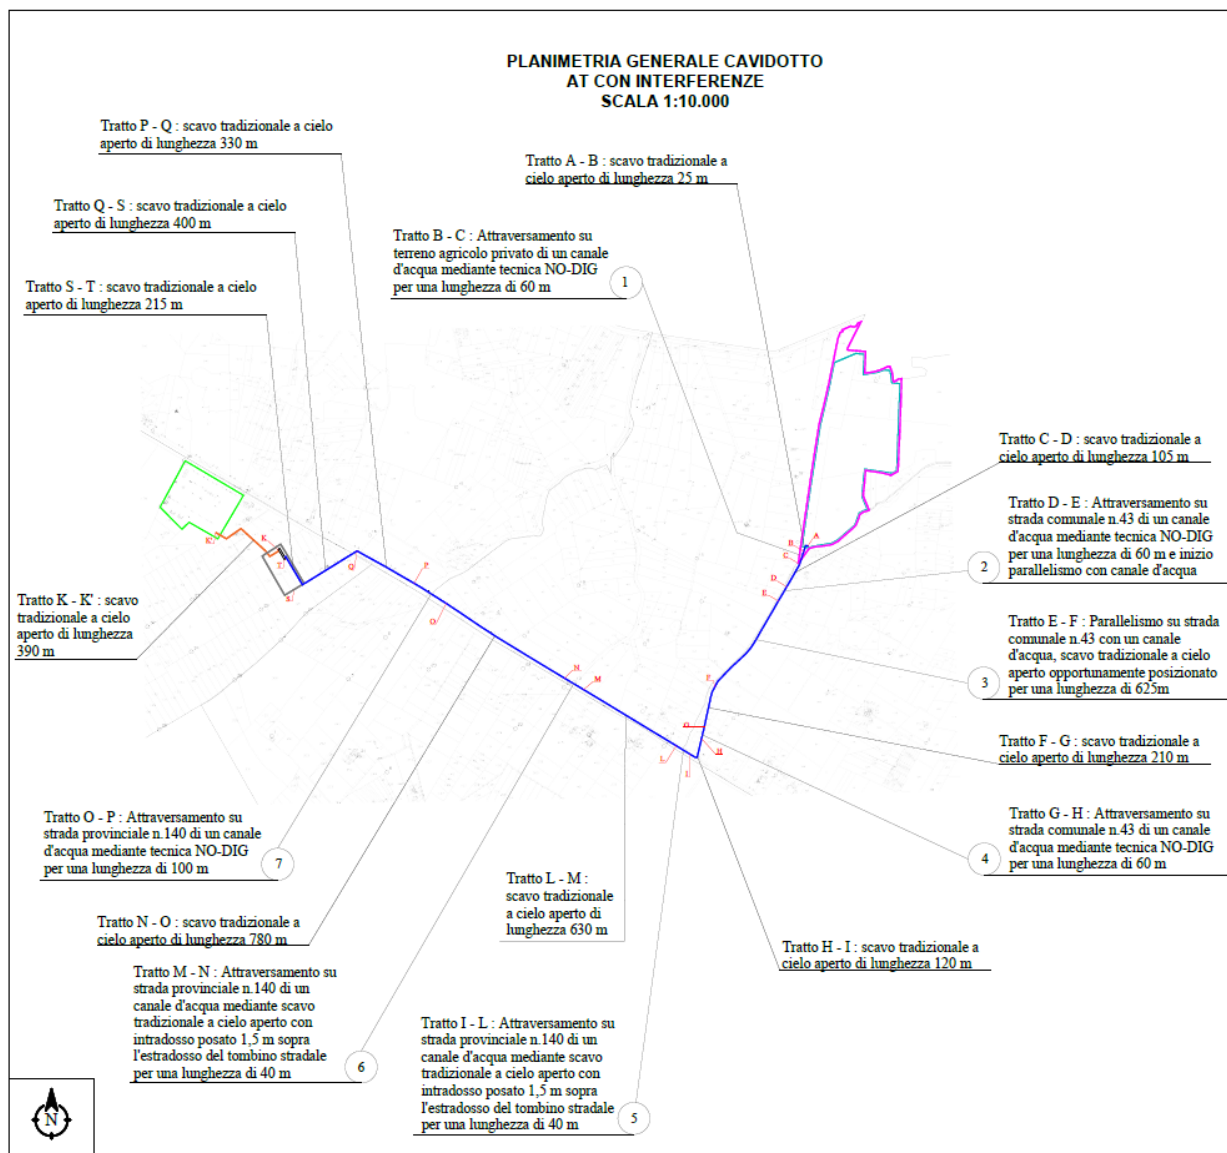 PLANIMETRIA GENERALE CAVIDOTTO
AT CON INTERFERENZE
SCALA 1:10.000
Tratto P - Q : scavo tradizionale a cielo
aperto di lunghezza 330 m
Tratto A - B : scavo tradizionale a
cielo aperto di lunghezza 25 m
Tratto Q - S : scavo tradizionale a cielo
aperto di lunghezza 400 m
Tratto B - C : Attraversamento su
terreno agricolo privato di un canale
d'acqua mediante tecnica NO-DIG
per una lunghezza di 60 m
1
Tratto S - T : scavo tradizionale a cielo
aperto di lunghezza 215 m
Tratto C - D : scavo tradizionale a
cielo aperto di lunghezza 105 m
Tratto D - E : Attraversamento su
strada comunale n.43 di un canale
d'acqua mediante tecnica NO-DIG
per una lunghezza di 60 m e inizio
parallelismo con canale d'acqua
2
K'
K
T
S
Q
P
O
N
M
L
I
H
G
F
E
D
C
B
A
Tratto K - K' : scavo
tradizionale a cielo
aperto di lunghezza
390 m
Tratto E - F : Parallelismo su strada
comunale n.43 con un canale
d'acqua, scavo tradizionale a cielo
aperto opportunamente posizionato
per una lunghezza di 625m
3
Tratto F - G : scavo tradizionale a
cielo aperto di lunghezza 210 m
Tratto G - H : Attraversamento su
strada comunale n.43 di un canale
d'acqua mediante tecnica NO-DIG
per una lunghezza di 60 m
4
Tratto O - P : Attraversamento su
strada provinciale n.140 di un canale
d'acqua mediante tecnica NO-DIG
per una lunghezza di 100 m
7
Tratto L - M :
scavo tradizionale
a cielo aperto di
lunghezza 630 m
Tratto N - O : scavo tradizionale a
cielo aperto di lunghezza 780 m
Tratto H - I : scavo tradizionale a
cielo aperto di lunghezza 120 m
Tratto M - N : Attraversamento su
strada provinciale n.140 di un
canale d'acqua mediante scavo
tradizionale a cielo aperto con
intradosso posato 1,5 m sopra
l'estradosso del tombino stradale
per una lunghezza di 40 m
6
Tratto I - L : Attraversamento su
strada provinciale n.140 di un
canale d'acqua mediante scavo
tradizionale a cielo aperto con
intradosso posato 1,5 m sopra
l'estradosso del tombino stradale
per una lunghezza di 40 m
5
N